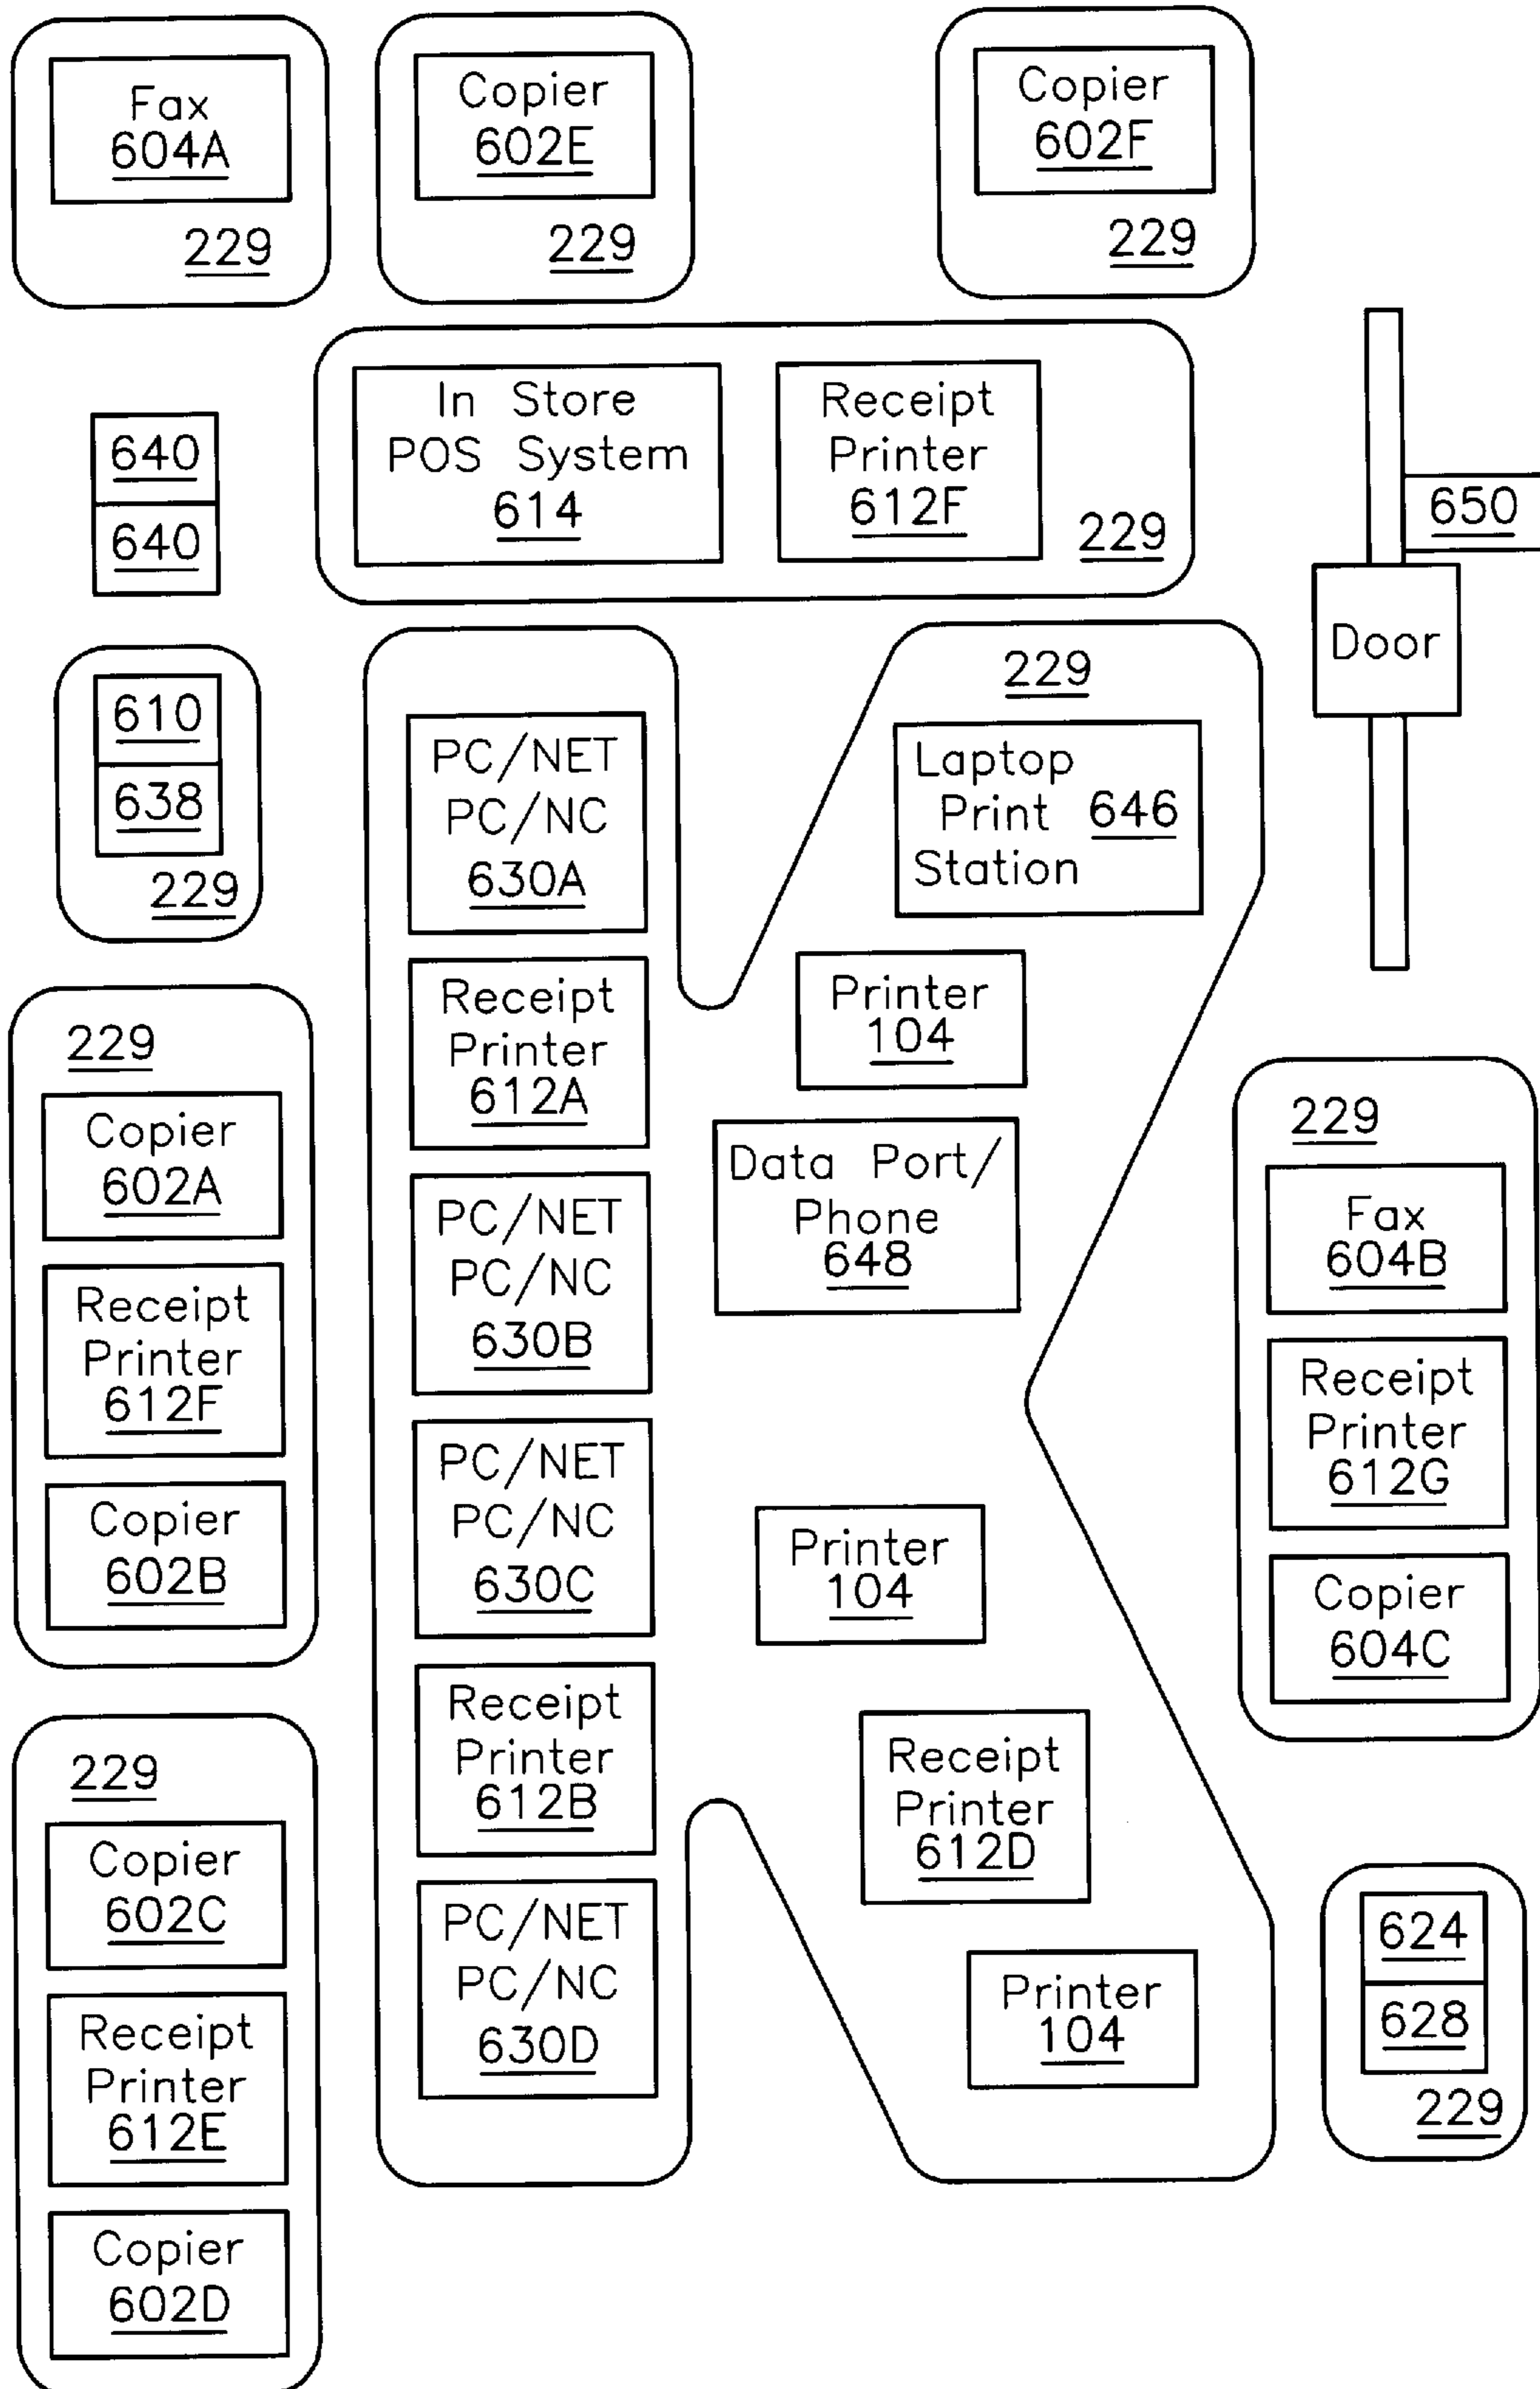 Fax
604A
229
Copier
602E
229
Copier
602F
229
In Store
POS System
614
Receipt
Printer
612F
229
640
640
650
Door
610
638
229
PC/NET
PC/NC
630A
Receipt
Printer
612A
PC/NET
PC/NC
630B
PC/NET
PC/NC
630C
Receipt
Printer
612B
PC/NET
PC/NC
630D
229
Laptop
Print 646
Station
Printer
104
Data Port/
Phone
648
Printer
104
Receipt
Printer
612D
Printer
104
229
Copier
602A
Receipt
Printer
612F
Copier
602B
229
Copier
602C
Receipt
Printer
612E
Copier
602D
229
Fax
604B
Receipt
Printer
612G
Copier
604C
624
628
229